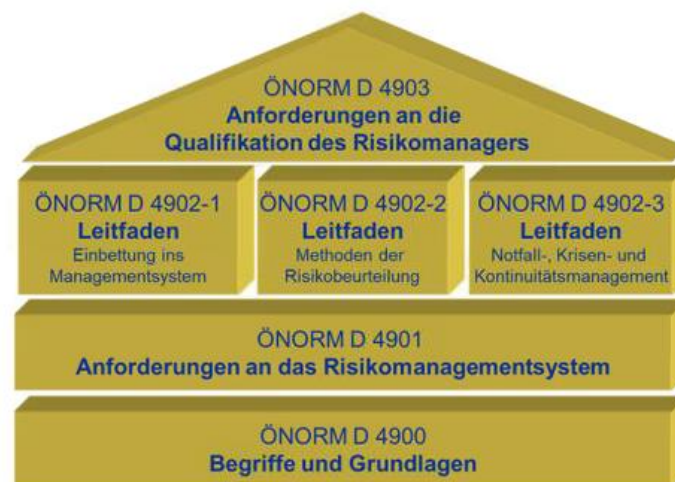 ÖNORM D 4903
Anforderungen an die
Qualifikation des Risikomanagers
ÖNORM D 4902-1
Leitfaden
Einbettung ins
Managementsystem
ÖNORM D 4902-2
Leitfaden
Methoden der
Risikobeurteilung
ÖNORM D 4902-3
Leitfaden
Notfall-, Krisen- und
Kontinuitätsmanagement
ÖNORM D 4901
Anforderungen an das Risikomanagementsystem
ÖNORM D 4900
Begriffe und Grundlagen